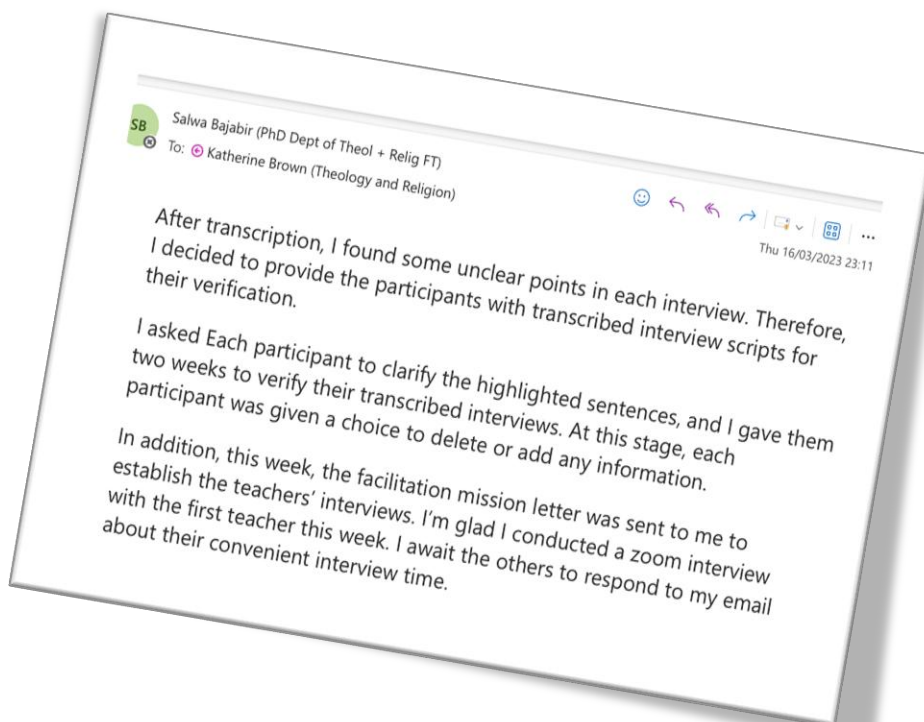 SB
Salwa Bajabir (PhD Dept of Theol + Relig FT)
To: Katherine Brown (Theology and Religion)
Thu 16/03/2023 23:11
After transcription, I found some unclear points in each interview. Therefore,
I decided to provide the participants with transcribed interview scripts for
their verification.
I asked Each participant to clarify the highlighted sentences, and I gave them
two weeks to verify their transcribed interviews. At this stage, each
participant was given a choice to delete or add any information.
In addition, this week, the facilitation mission letter was sent to me to
establish the teachers' interviews. I'm glad I conducted a zoom interview
with the first teacher this week. I await the others to respond to my email
about their convenient interview time.